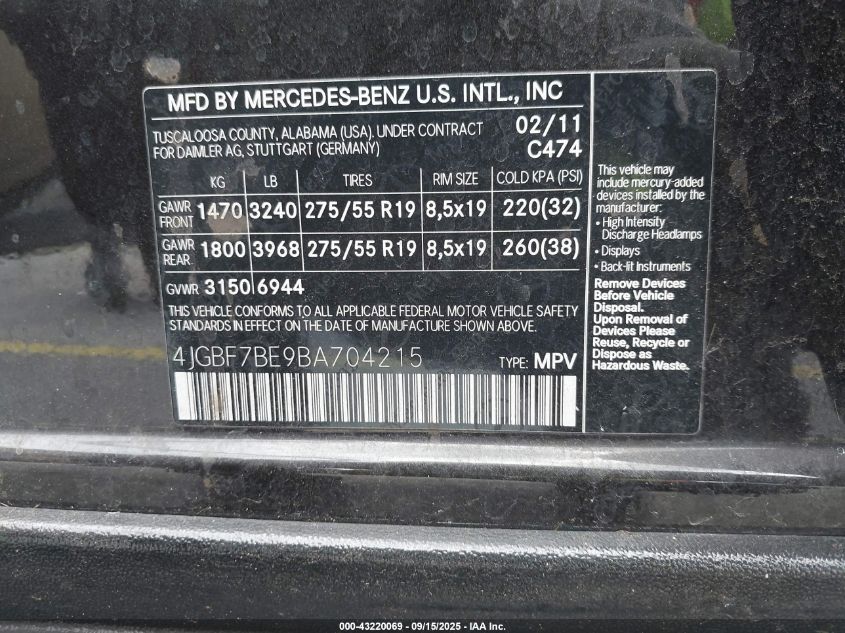 MFD BY MERCEDES-BENZ U.S. INTL., INC
TUSCALOOSA COUNTY, ALABAMA (USA). UNDER CONTRACT 02/11
FOR DAIMLER AG, STUTTGART (GERMANY) C474
KG LB TIRES RIM SIZE COLD KPA (PSI)
GAWR FRONT 1470 3240 275/55 R19 8,5x19 220(32)
GAWR REAR. 1800 3968 275/55 R19 8,5x19 260(38)
GVWR 3150 6944
THIS VEHICLE CONFORMS TO ALL APPLICABLE FEDERAL MOTOR VEHICLE SAFETY
STANDARDS IN EFFECT ON THE DATE OF MANUFACTURE SHOWN ABOVE.
4JGBF7BE9BA704215 TYPE: MPV
This vehicle may
include mercury-added
devices installed by the
manufacturer:
• High Intensity
Discharge Headlamps
• Displays
• Back-lit Instruments
Remove Devices
Before Vehicle
Disposal.
Upon Removal of
Devices Please
Reuse, Recycle or
Dispose as
Hazardous Waste.
000-43220069 - 09/15/2025 - IAA Inc.